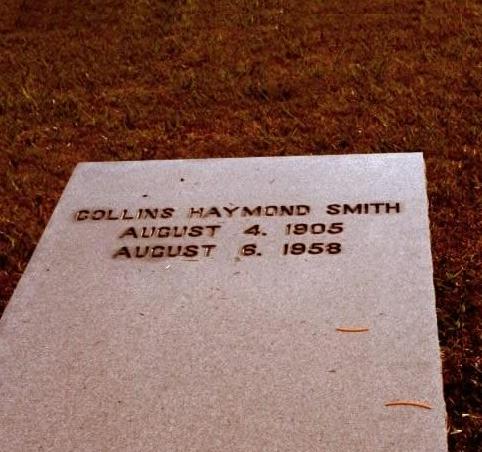 COLLINS HAYMOND SMITH
AUGUST 4. 1905
AUGUST 6. 1958